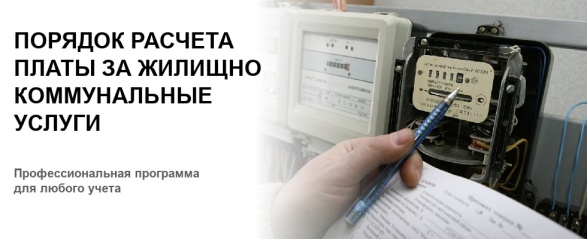 ПОРЯДОК РАСЧЕТА
ПЛАТЫ ЗА ЖИЛИЩНО
КОММУНАЛЬНЫЕ
УСЛУГИ
Профессиональная программа
для любого учета